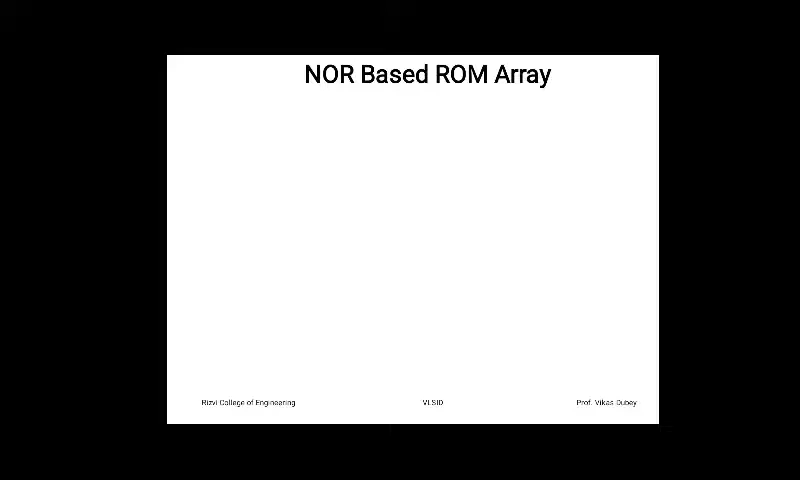 NOR Based ROM Array
Rizvi College of Engineering
VLSID
Prof. Vikas Dubey